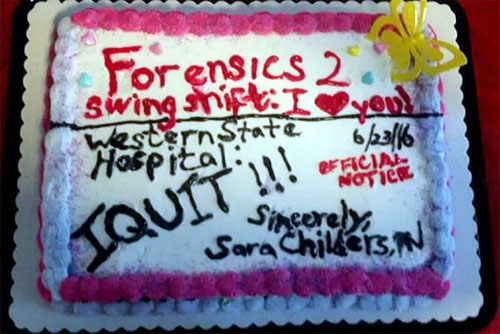 Forensics 2
swing shift: I ❤ you!
Western State
Hospital:
6/23/16
OFFICIAL
NOTICE
I QUIT!!!
Sincerely,
Sara Childers, RN